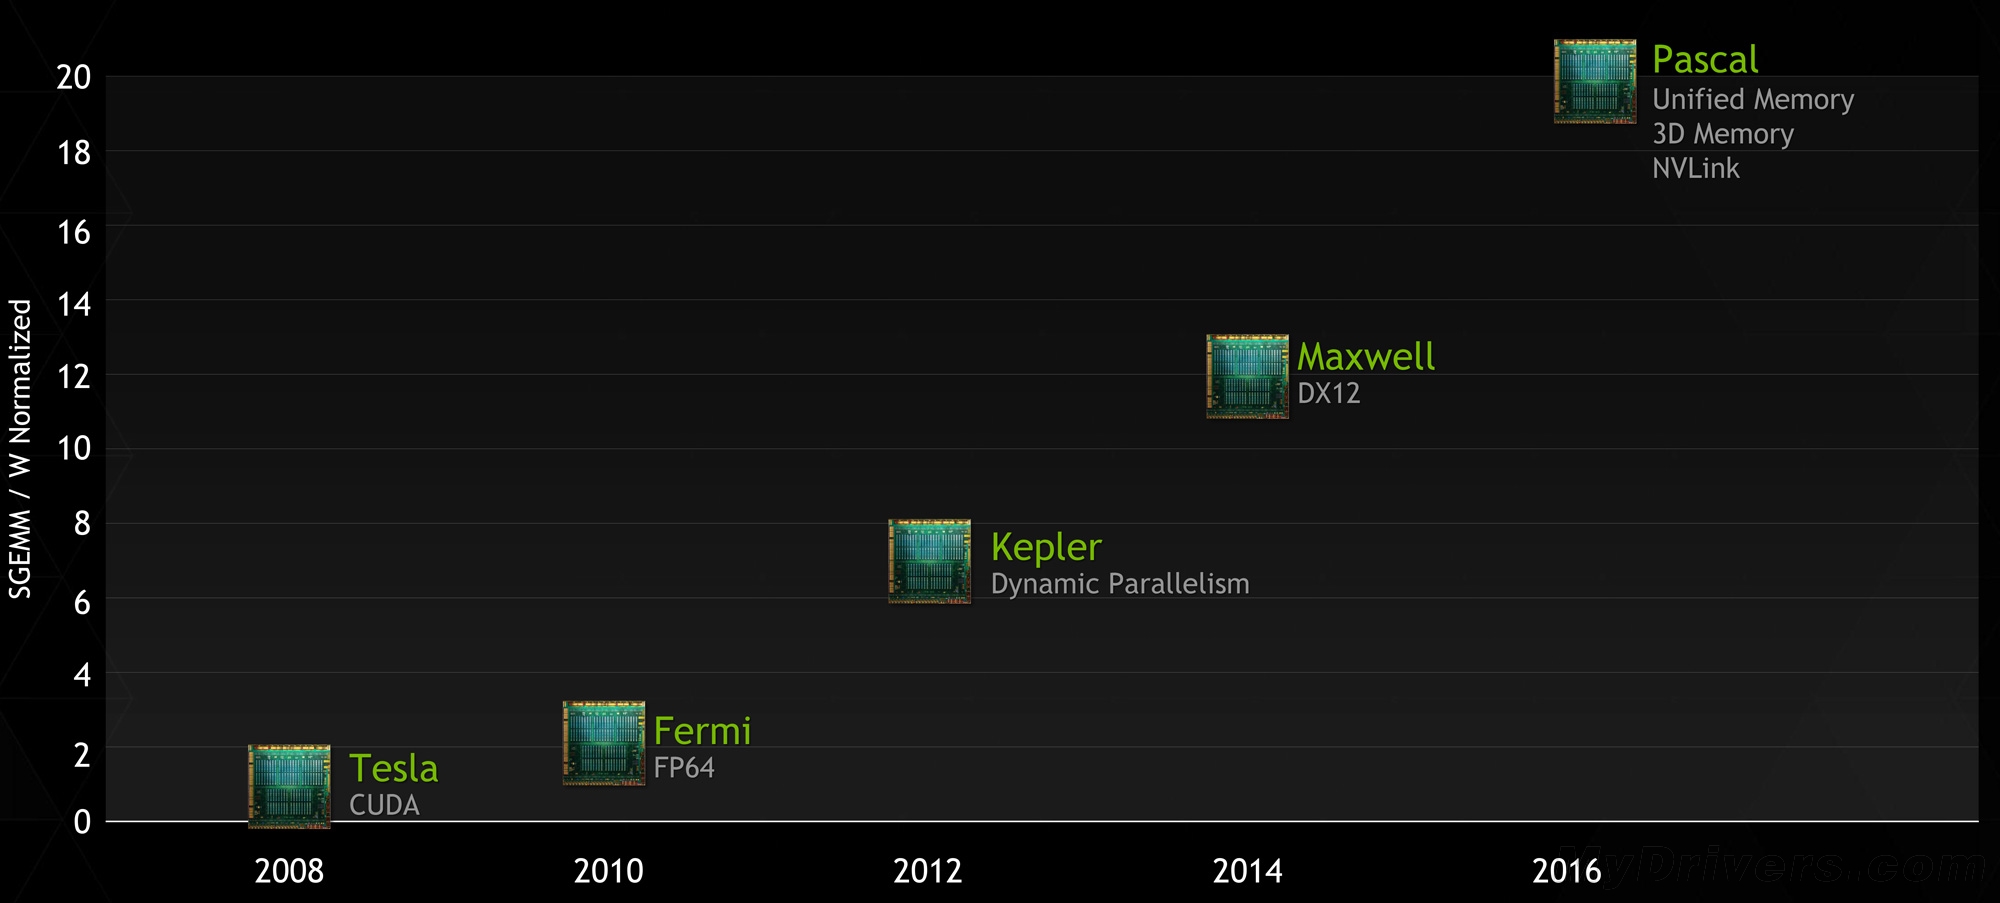 20
18
16
14
12
10
8
6
4
2
0
SGEMM / W Normalized
Pascal
Unified Memory
3D Memory
NVLink
Maxwell
DX12
Kepler
Dynamic Parallelism
Fermi
FP64
Tesla
CUDA
2008
2010
2012
2014
2016
MyDrivers.com